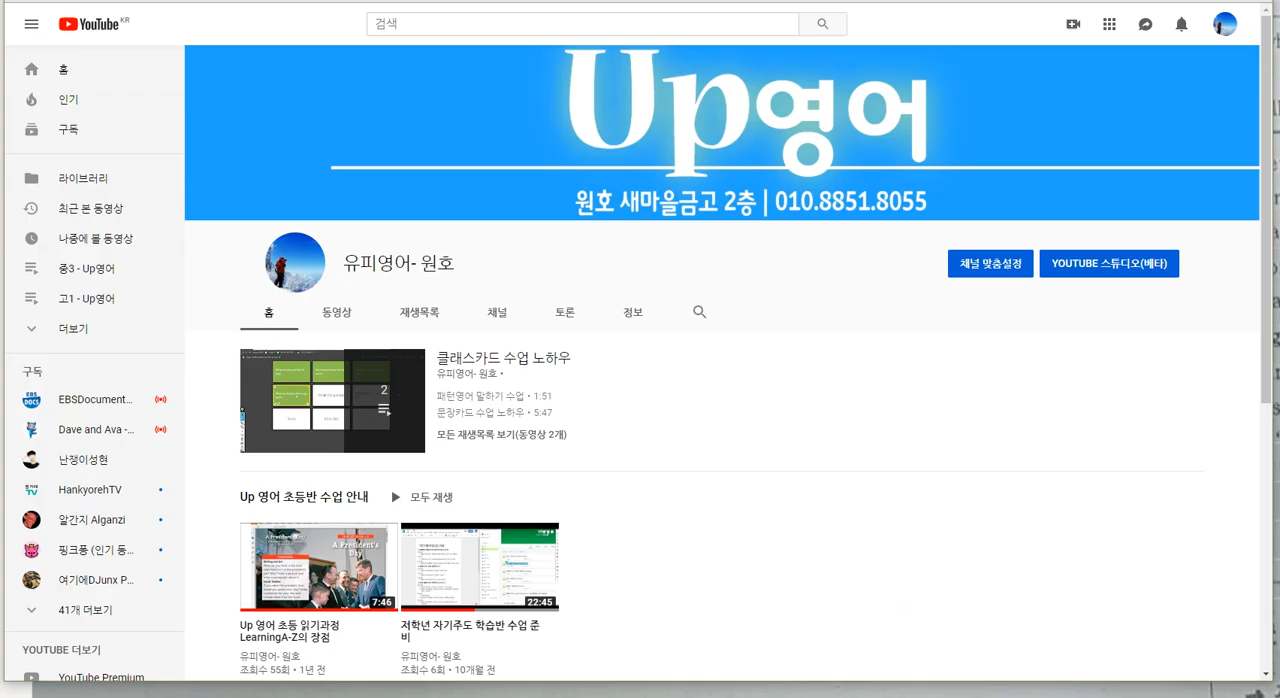 YouTube KR
검색
홈
인기
구독
라이브러리
최근 본 동영상
나중에 볼 동영상
중3 - Up영어
고1 - Up영어
더보기
구독
EBSDocument...
Dave and Ava -...
난쟁이성현
HankyorehTV
알간지 Alganzi
핑크퐁 (인기 동...
여기에DJunx P...
41개 더보기
YOUTUBE 더보기
YouTube Premium
Up영어
원호 새마을금고 2층 | 010.8851.8055
유피영어- 원호
채널 맞춤설정
YOUTUBE 스튜디오(베타)
홈 동영상 재생목록 채널 토론 정보
2
클래스카드 수업 노하우
유피영어- 원호 •
패턴영어 말하기 수업 • 1:51
문장카드 수업 노하우 • 5:47
모든 재생목록 보기(동영상 2개)
Up 영어 초등반 수업 안내 모두 재생
A President's Day
7:46
22:45
Up 영어 초등 읽기과정
LearningA-Z의 장점
유피영어- 원호
조회수 55회 • 1년 전
저학년 자기주도 학습반 수업 준
비
유피영어- 원호
조회수 6회 • 10개월 전